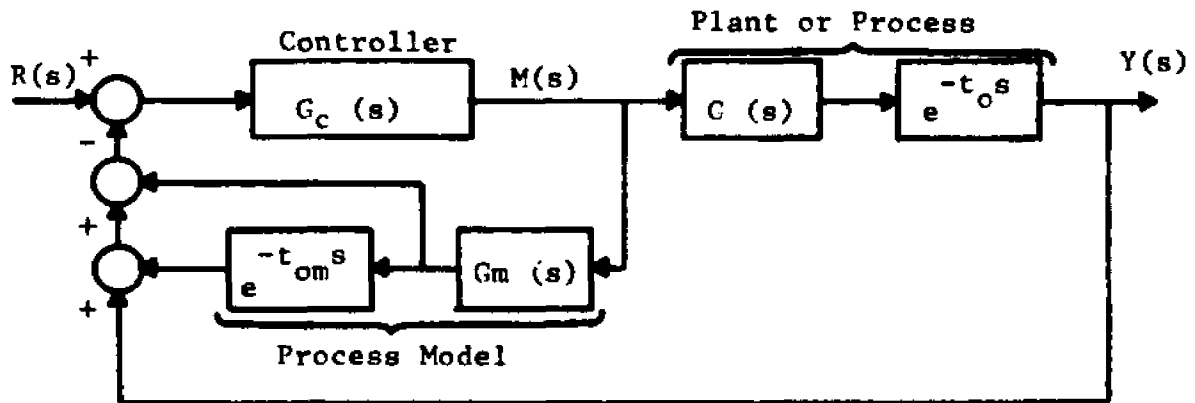 Plant or Process
Controller
R(s)
+
G_c (s)
M(s)
G (s)
e^-t_o s
Y(s)
-
+
e^-t_om s
Gm (s)
+
Process Model